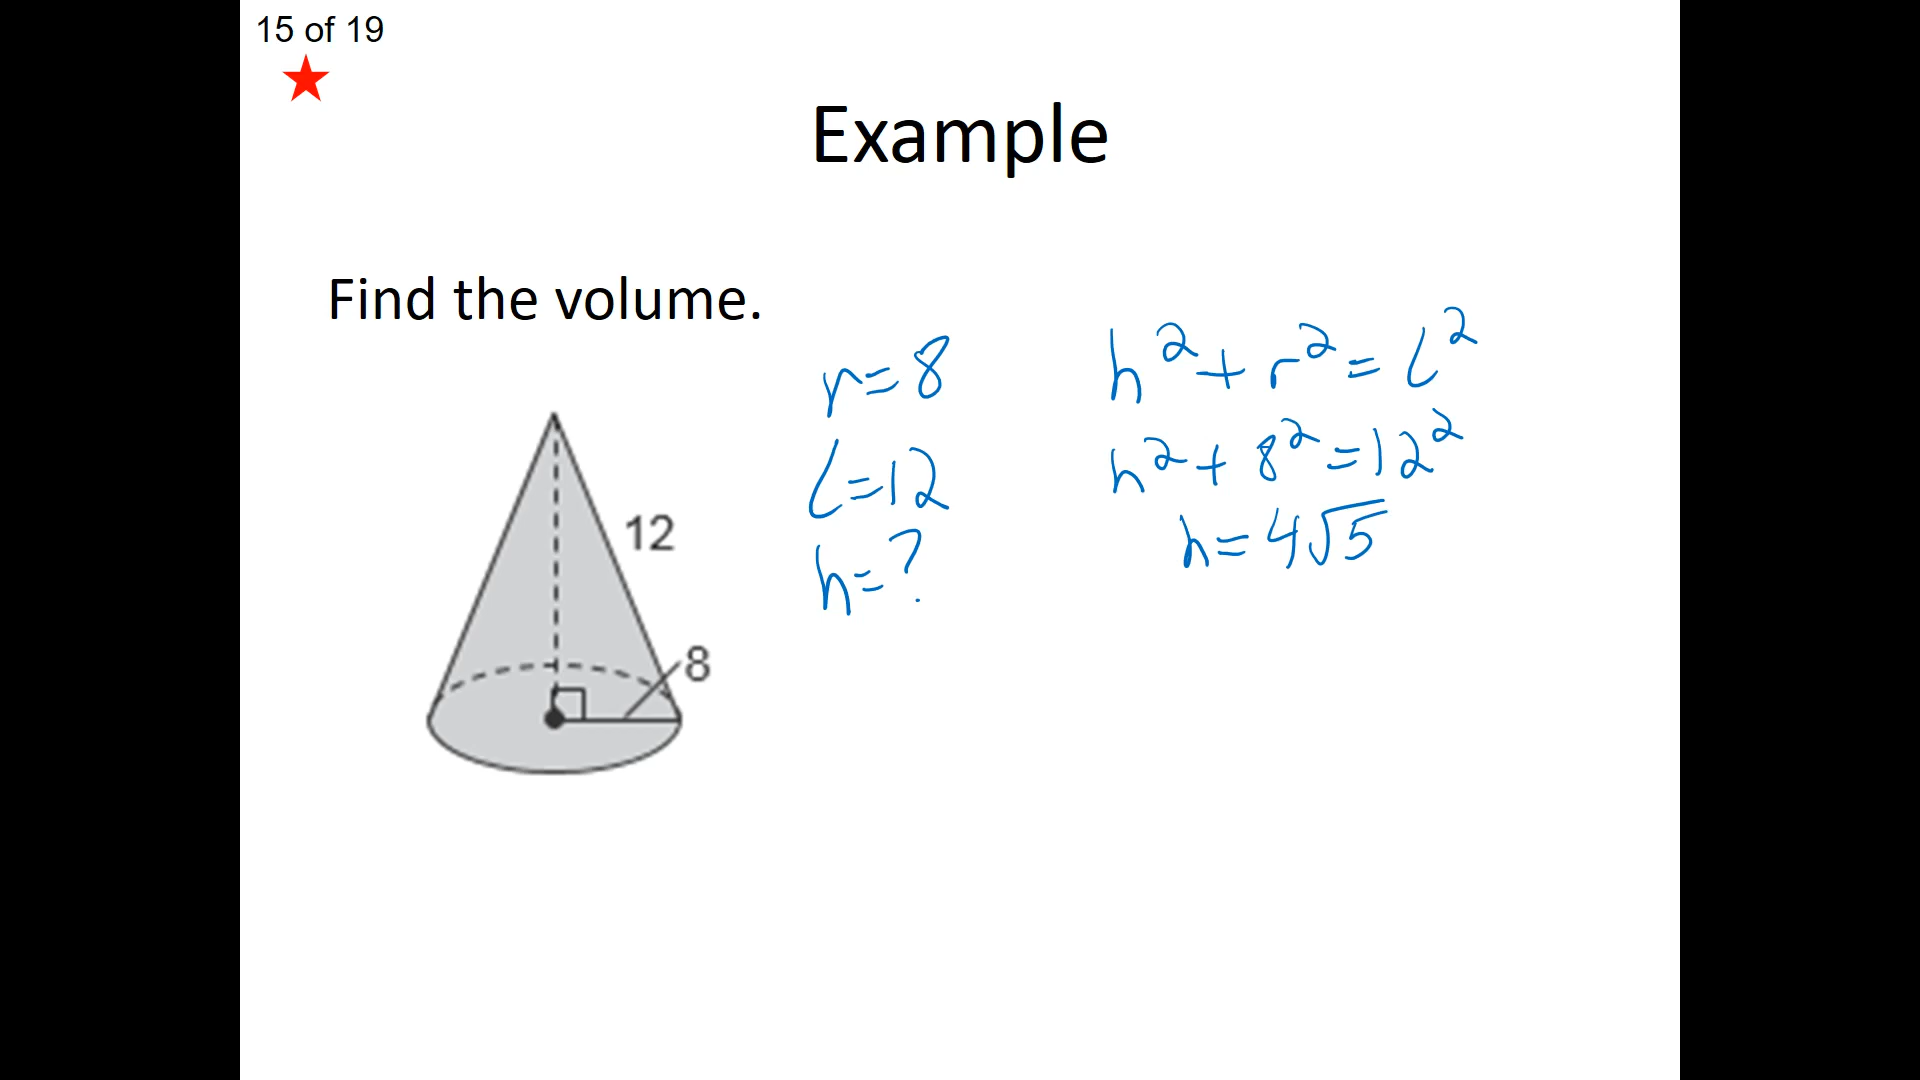 15 of 19
Example
Find the volume.
12
8
r=8
l=12
h=?
h²+r²=l²
h²+8²=12²
h=4√5